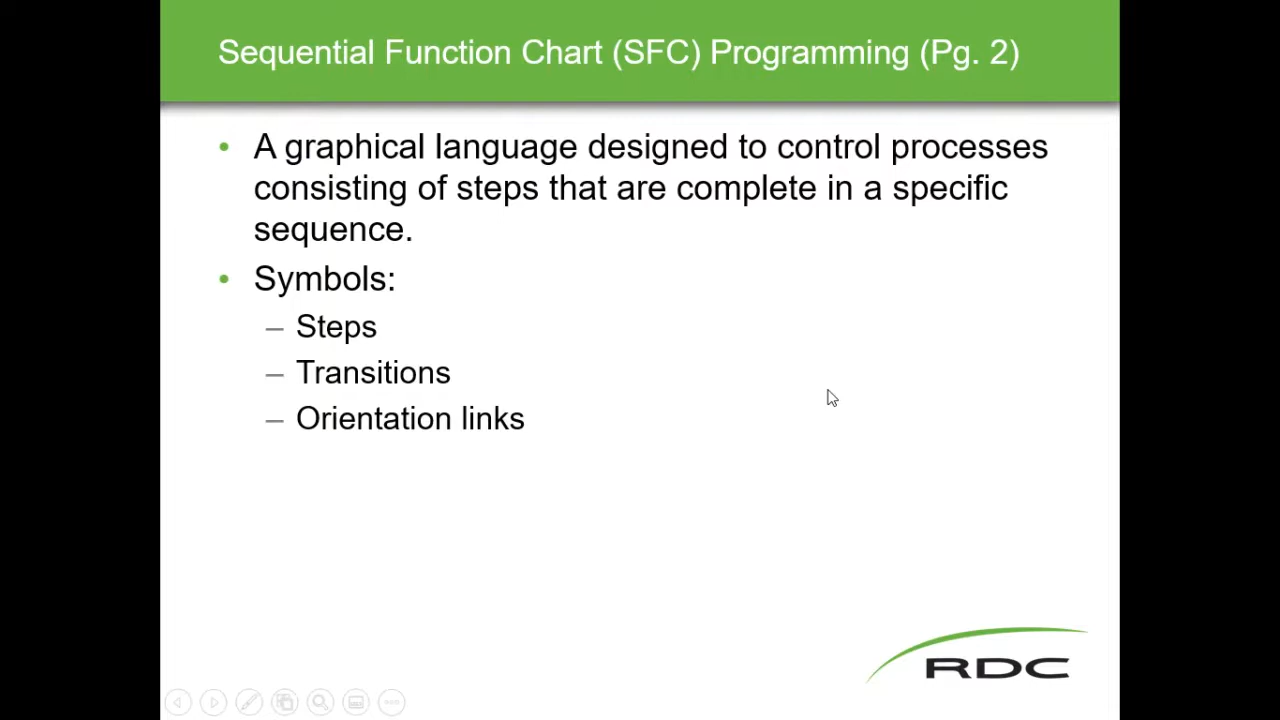 Sequential Function Chart (SFC) Programming (Pg. 2)
• A graphical language designed to control processes
consisting of steps that are complete in a specific
sequence.
• Symbols:
– Steps
– Transitions
– Orientation links
RDC